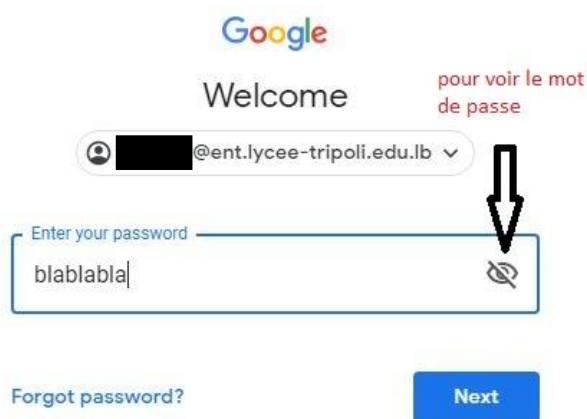 Google
Welcome
pour voir le mot
de passe
@ent.lycee-tripoli.edu.lb
Enter your password
blablabla
Forgot password?
Next